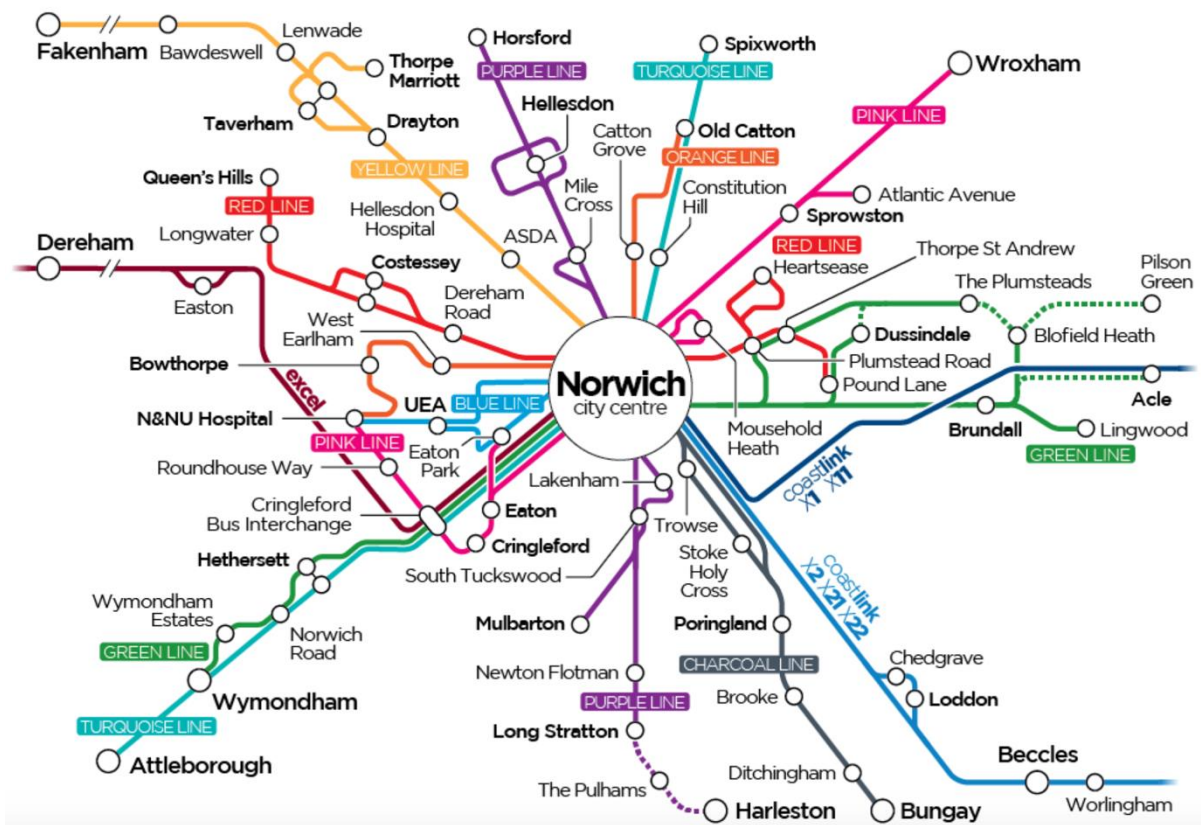 Fakenham
Bawdeswell
Lenwade
Thorpe
Marriott
Taverham
Drayton
YELLOW LINE
Hellesdon
Hospital
ASDA
Horsford
PURPLE LINE
Hellesdon
Mile
Cross
Catton
Grove
Spixworth
TURQUOISE LINE
Old Catton
ORANGE LINE
Constitution
Hill
Wroxham
PINK LINE
Atlantic Avenue
Sprowston
RED LINE
Heartsease
Thorpe St Andrew
The Plumsteads
Pilson
Green
Dussindale
Blofield Heath
Plumstead Road
Pound Lane
Acle
Mousehold
Heath
Brundall
Lingwood
GREEN LINE
Queen's Hills
RED LINE
Longwater
Dereham
Easton
Costessey
Dereham
Road
West
Earlham
Bowthorpe
excel
N&NU Hospital
UEA
BLUE LINE
PINK LINE
Eaton
Park
Roundhouse Way
Cringleford
Bus Interchange
Eaton
Cringleford
Norwich
city centre
Hethersett
Wymondham
Estates
Norwich
Road
GREEN LINE
Wymondham
TURQUOISE LINE
Attleborough
Lakenham
South Tuckswood
Mulbarton
Newton Flotman
PURPLE LINE
Long Stratton
The Pulhams
Harleston
Trowse
Stoke
Holy
Cross
Poringland
CHARCOAL LINE
Brooke
Ditchingham
Bungay
coastlink
X1 X11
coastlink
X2 X21 X22
Chedgrave
Loddon
Beccles
Worlingham